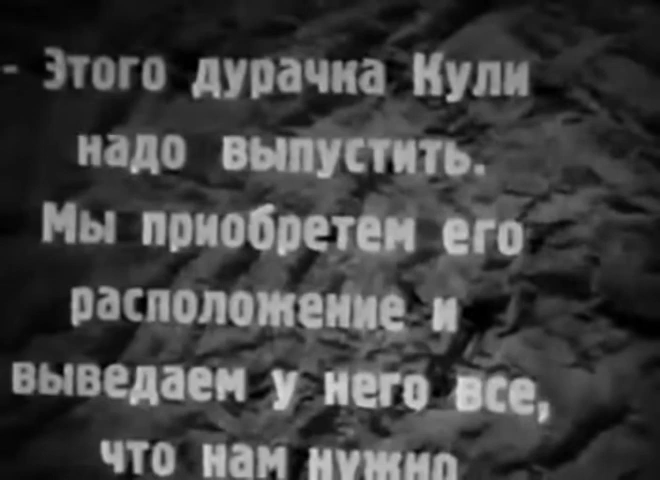 - Этого дурачка Кули
надо выпустить.
Мы приобретем его
расположение и
выведаем у него все,
что нам нужно